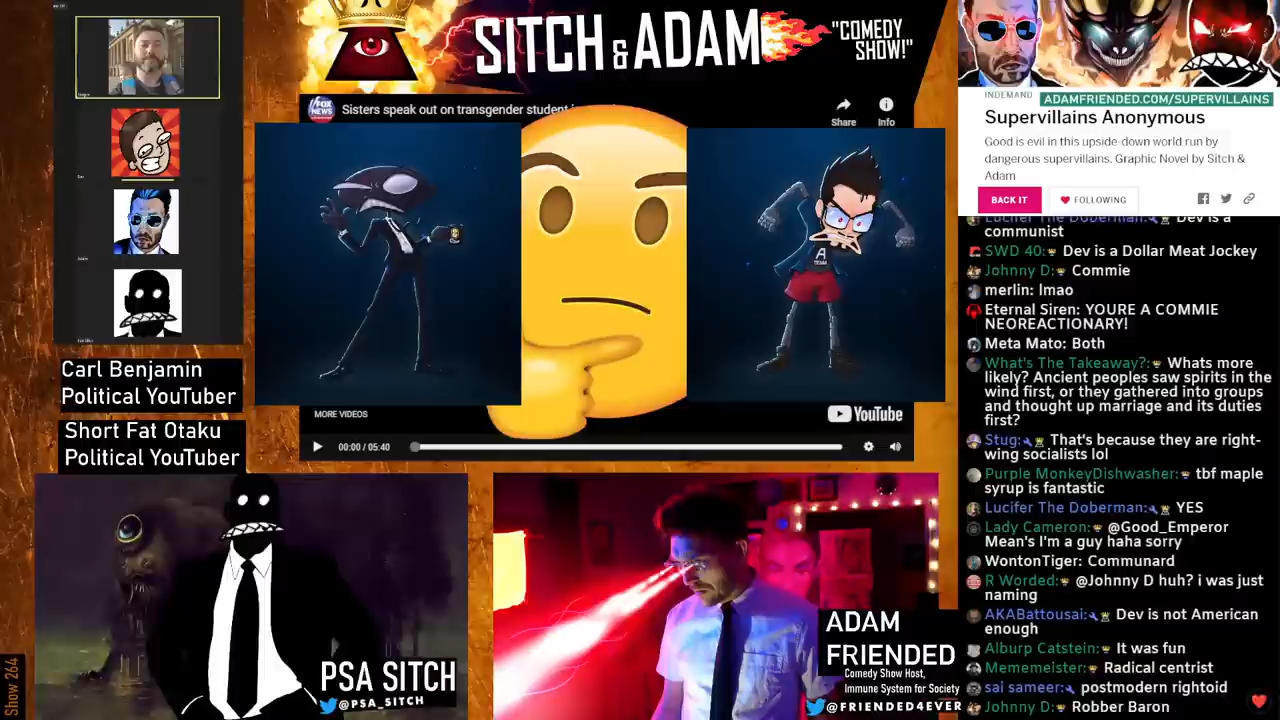 SITCH & ADAM
"COMEDY
SHOW!"
FOX
NEWS
Sisters speak out on transgender student
Share
Info
A
TEAM
MORE VIDEOS
YouTube
00:00 / 05:40
Carl Benjamin
Political YouTuber
Short Fat Otaku
Political YouTuber
PSA SITCH
@PSA_SITCH
ADAM
FRIENDED
Comedy Show Host,
Immune System for Society
@FRIENDED4EVER
Show 264
INDEMAND
ADAMFRIENDED.COM/SUPERVILLAINS
Supervillains Anonymous
Good is evil in this upside-down world run by
dangerous supervillains. Graphic Novel by Sitch &
Adam
BACK IT
FOLLOWING
Lucifer The Doberman: Dev is a
communist
SWD 40: Dev is a Dollar Meat Jockey
Johnny D: Commie
merlin: lmao
Eternal Siren: YOURE A COMMIE
NEOREACTIONARY!
Meta Mato: Both
What's The Takeaway?: Whats more
likely? Ancient peoples saw spirits in the
wind first, or they gathered into groups
and thought up marriage and its duties
first?
Stug: That's because they are right-
wing socialists lol
Purple MonkeyDishwasher: tbf maple
syrup is fantastic
Lucifer The Doberman: YES
Lady Cameron: @Good_Emperor
Mean's I'm a guy haha sorry
WontonTiger: Communard
R Worded: @Johnny D huh? i was just
naming
AKABattousai: Dev is not American
enough
Alburp Catstein: It was fun
Mememeister: Radical centrist
sai sameer: postmodern rightoid
Johnny D: Robber Baron